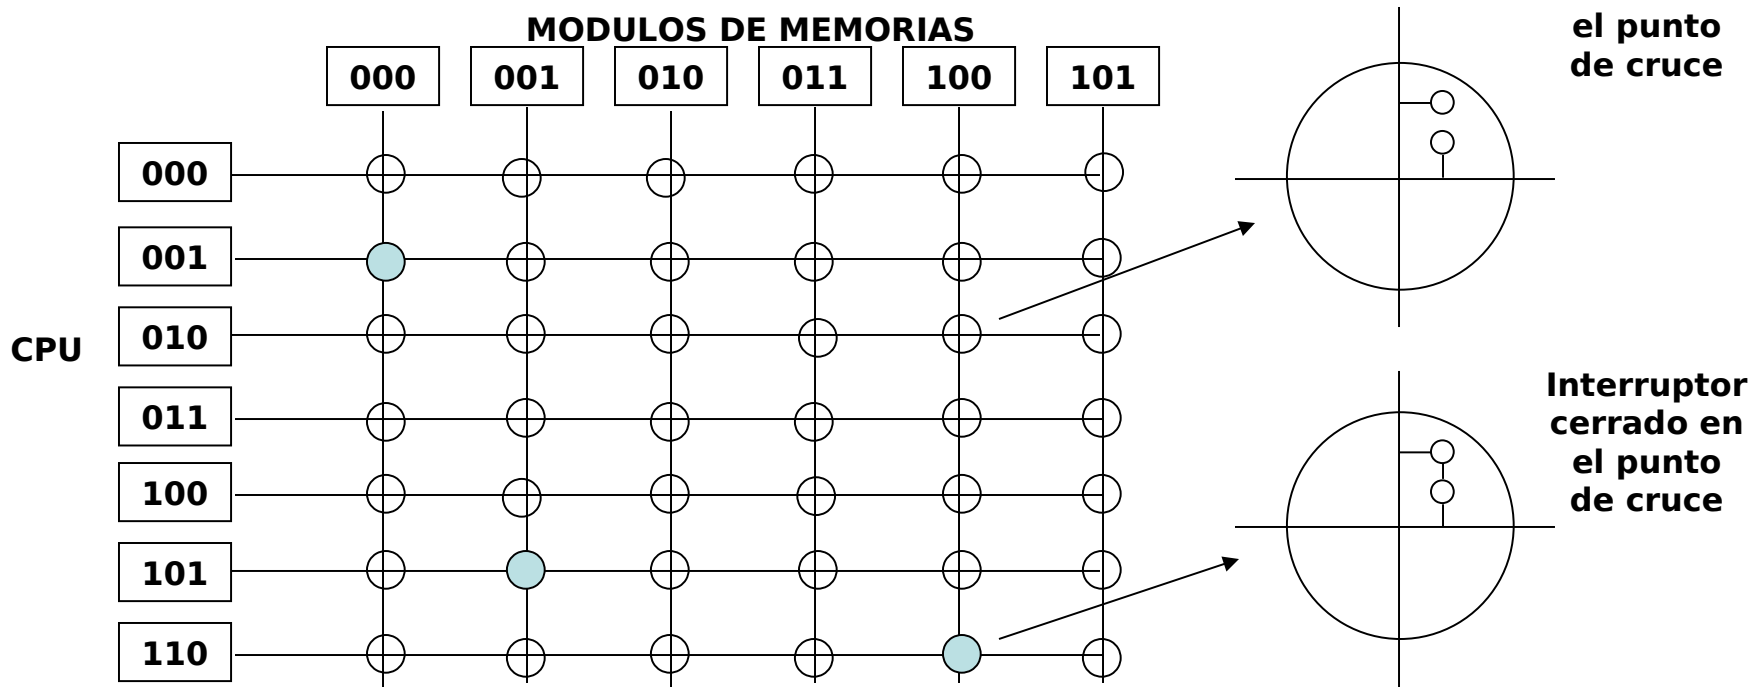 MODULOS DE MEMORIAS
000 001 010 011 100 101
000
001
010
011
100
101
110
CPU
el punto
de cruce
Interruptor
cerrado en
el punto
de cruce